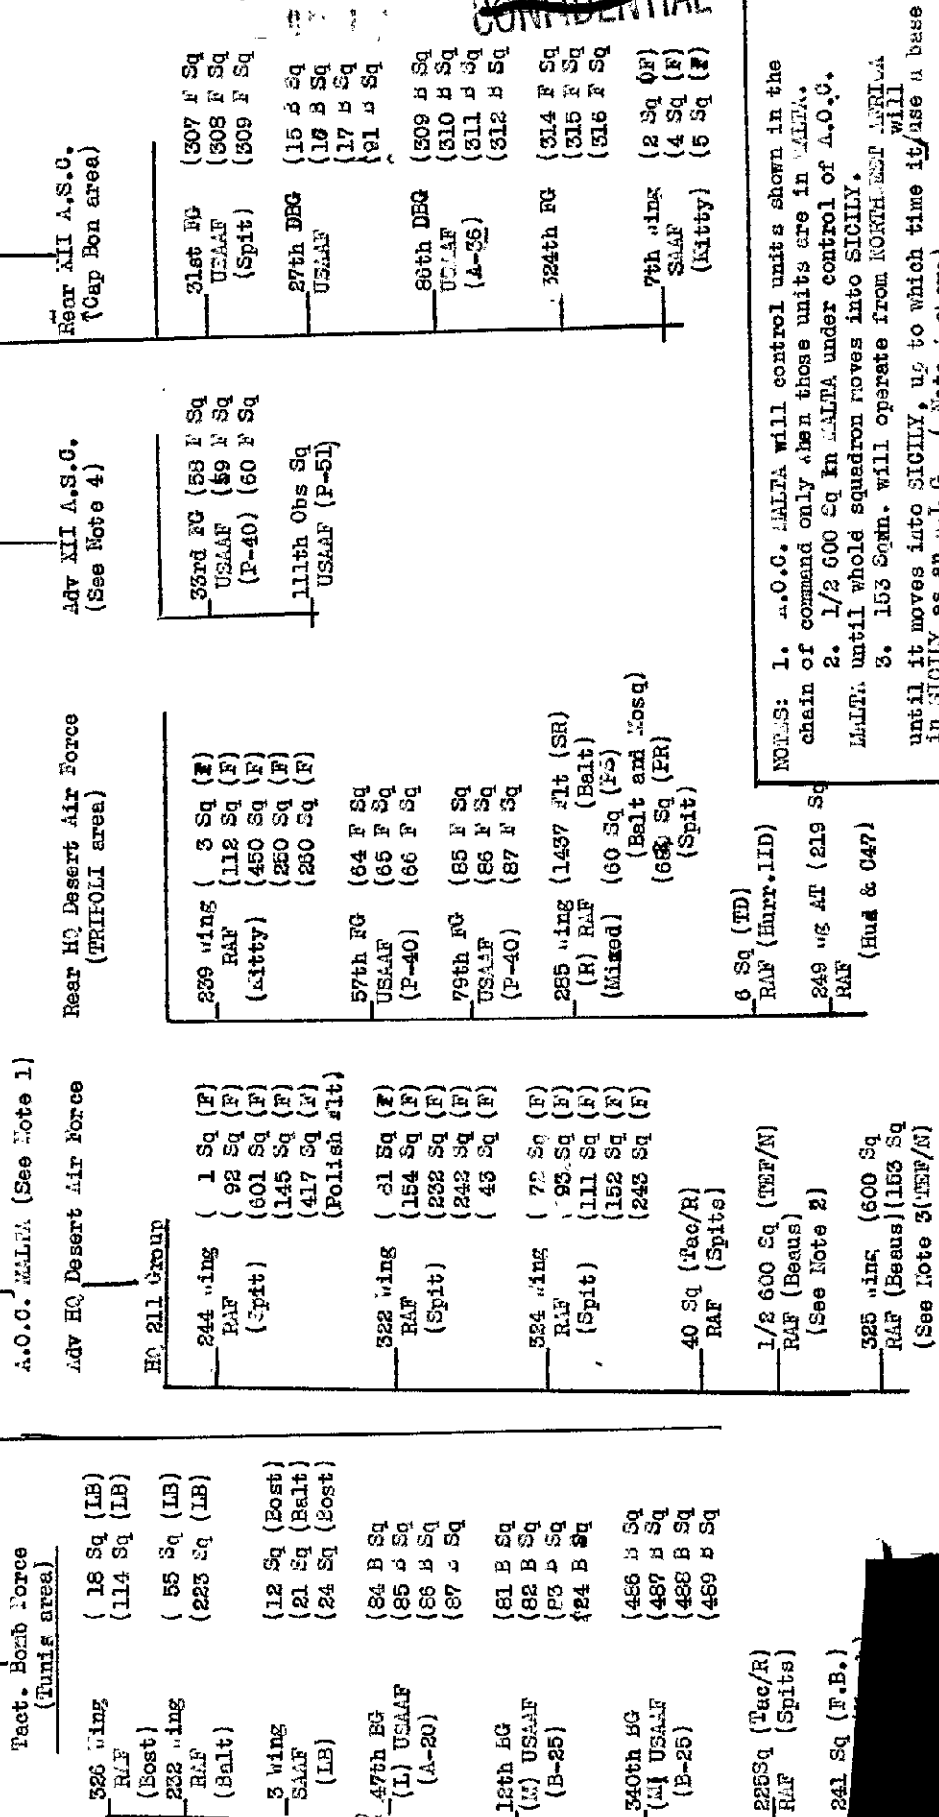 CONFIDENTIAL
A.O.C. MALTA (See Note 1)
Tact. Bomb Force
(Tunis area)
326 Wing (18 Sq (LB)
RAF (114 Sq (LB)
(Bost)
232 Wing (55 Sq (LB)
RAF (223 Sq (LB)
(Balt)
3 Wing (12 Sq (Bost)
SAAF (21 Sq (Balt)
(LB) (24 Sq (Bost)
47th BG (84 B Sq
(L) USAAF (85 B Sq
(A-20) (86 B Sq
(87 B Sq
12th BG (81 B Sq
(M) USAAF (82 B Sq
(B-25) (83 B Sq
(24 B Sq
340th BG (486 B Sq
(M) USAAF (487 B Sq
(B-25) (488 B Sq
(489 B Sq
225Sq (Tac/R)
RAF (Spits)
241 Sq (F.B.)
Adv HQ Desert Air Force
HQ 211 Group
244 Wing ( 1 Sq (F)
RAF ( 92 Sq (F)
(Spit) (601 Sq (F)
(145 Sq (F)
(417 Sq (F)
(Polish Flt)
322 Wing ( 81 Sq (F)
RAF (154 Sq (F)
(Spit) (232 Sq (F)
(242 Sq (F)
( 43 Sq (F)
324 Wing ( 72 Sq (F)
RAF ( 93 Sq (F)
(Spit) (111 Sq (F)
(152 Sq (F)
(243 Sq (F)
40 Sq (Tac/R)
RAF (Spits)
1/2 600 Sq (TEF/N)
RAF (Beaus)
(See Note 2)
325 Wing (600 Sq
RAF (Beaus)(153 Sq
(See Note 3(TEF/N)
Rear HQ Desert Air Force
(TRIPOLI area)
239 Wing ( 3 Sq (F)
RAF (112 Sq (F)
(Kitty) (450 Sq (F)
(250 Sq (F)
(260 Sq (F)
57th FG (64 F Sq
USAAF (65 F Sq
(P-40) (66 F Sq
79th FG (85 F Sq
USAAF (86 F Sq
(P-40) (87 F Sq
285 Wing (1437 Flt (SR)
(R) RAF (Balt)
(Mixed) (60 Sq (PS)
(Balt and Mosq)
(680 Sq (PR)
(Spit)
6 Sq (TD)
RAF (Hurr.IID)
249 Wg AT (219 Sq
RAF
(Hud & C47)
Adv XII A.S.C.
(See Note 4)
33rd FG (58 F Sq
USAAF (59 F Sq
(P-40) (60 F Sq
111th Obs Sq
USAAF (P-51)
Rear XII A.S.C.
(Cap Bon area)
31st FG (307 F Sq
USAAF (308 F Sq
(Spit) (309 F Sq
27th DBG (15 B Sq
USAAF (16 B Sq
(17 B Sq
(91 B Sq
86th DBG (309 B Sq
USAAF (310 B Sq
(A-36) (311 B Sq
(312 B Sq
324th FG (314 F Sq
(315 F Sq
(316 F Sq
7th Wing (2 Sq (F)
SAAF (4 Sq (F)
(Kitty) (5 Sq (F)
NOTES: 1. A.O.C. MALTA will control units shown in the
chain of command only when those units are in MALTA.
2. 1/2 600 Sq in MALTA under control of A.O.C.
MALTA until whole squadron moves into SICILY.
3. 153 Sqdn. will operate from NORTHWEST AFRICA
until it moves into SICILY, up to which time it/will use a base
in SICILY as an A.L.G. ( Note is above)